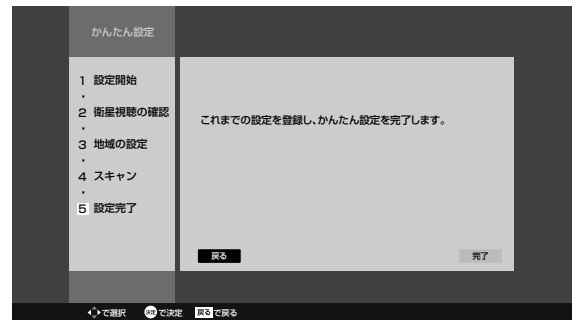 かんたん設定
1 設定開始
2 衛星視聴の確認
3 地域の設定
4 スキャン
5 設定完了
これまでの設定を登録し、かんたん設定を完了します。
戻る
完了
で選択 決定 で決定 戻る で戻る